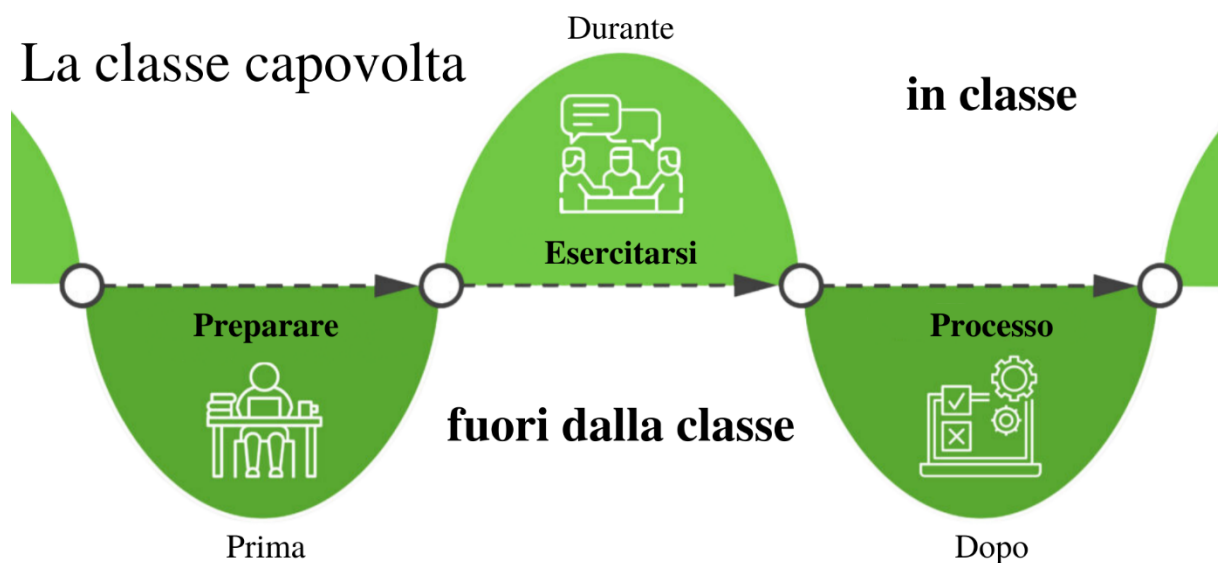 Durante
La classe capovolta
in classe
Esercitarsi
Preparare
Processo
fuori dalla classe
Prima
Dopo